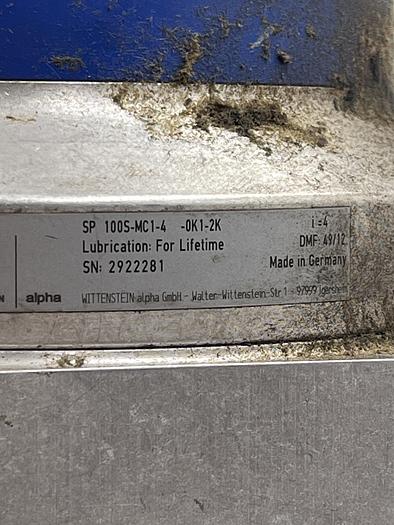 SP 100S-MC1-4 -0K1-2K i=4
Lubrication: For Lifetime DMF: 49/12
SN: 2922281 Made in Germany
alpha WITTENSTEIN alpha GmbH - Walter-Wittenstein-Str.1 - 97999 Igersheim